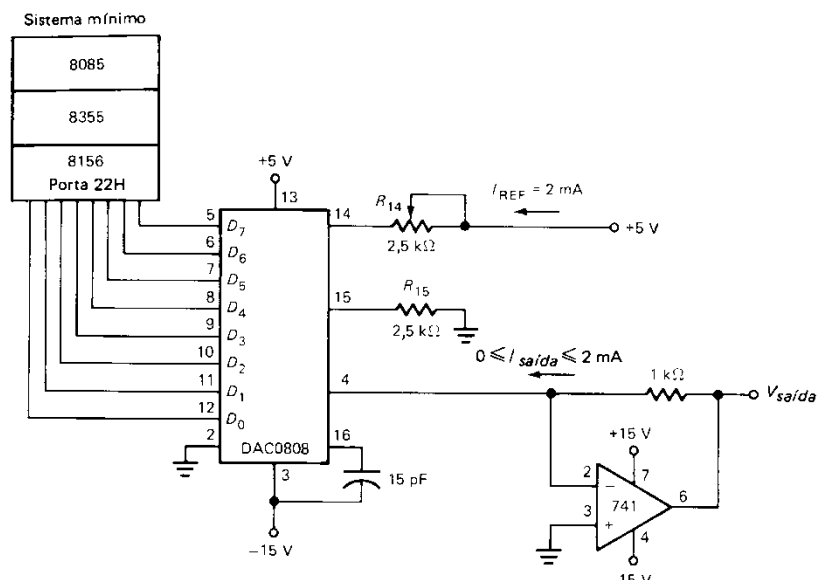 Sistema mínimo
8085
8355
8156
Porta 22H
+5 V
13
5 D7
6 D6
7 D5
8 D4
9 D3
10 D2
11 D1
12 D0
2
DAC0808
3
−15 V
14
R14
2,5 kΩ
IREF = 2 mA
+5 V
15
R15
2,5 kΩ
0 ≤ Isaída ≤ 2 mA
4
1 kΩ
Vsaída
16
15 pF
+15 V
7
2 −
741
6
3 +
4
15 V